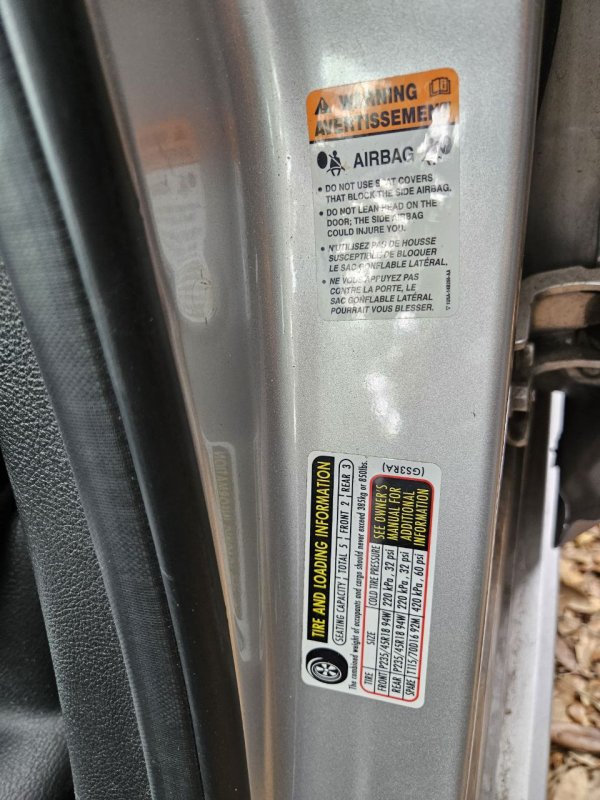 WARNING
AVERTISSEMENT
AIRBAG
• DO NOT USE SEAT COVERS
THAT BLOCK THE SIDE AIRBAG.
• DO NOT LEAN HEAD ON THE
DOOR; THE SIDE AIRBAG
COULD INJURE YOU.
• N'UTILISEZ PAS DE HOUSSE
SUSCEPTIBLE DE BLOQUER
LE SAC GONFLABLE LATÉRAL.
• NE VOUS APPUYEZ PAS
CONTRE LA PORTE, LE
SAC GONFLABLE LATÉRAL
POURRAIT VOUS BLESSER.
TIRE AND LOADING INFORMATION
SEATING CAPACITY TOTAL 5 FRONT 2 REAR 3
The combined weight of occupants and cargo should never exceed 385kg or 850lbs.
TIRE SIZE COLD TIRE PRESSURE
FRONT P235/45R18 94W 220 kPa, 32 psi
REAR P235/45R18 94W 220 kPa, 32 psi
SPARE T115/70D16 92M 420 kPa, 60 psi
SEE OWNER'S
MANUAL FOR
ADDITIONAL
INFORMATION
(GS3RA)